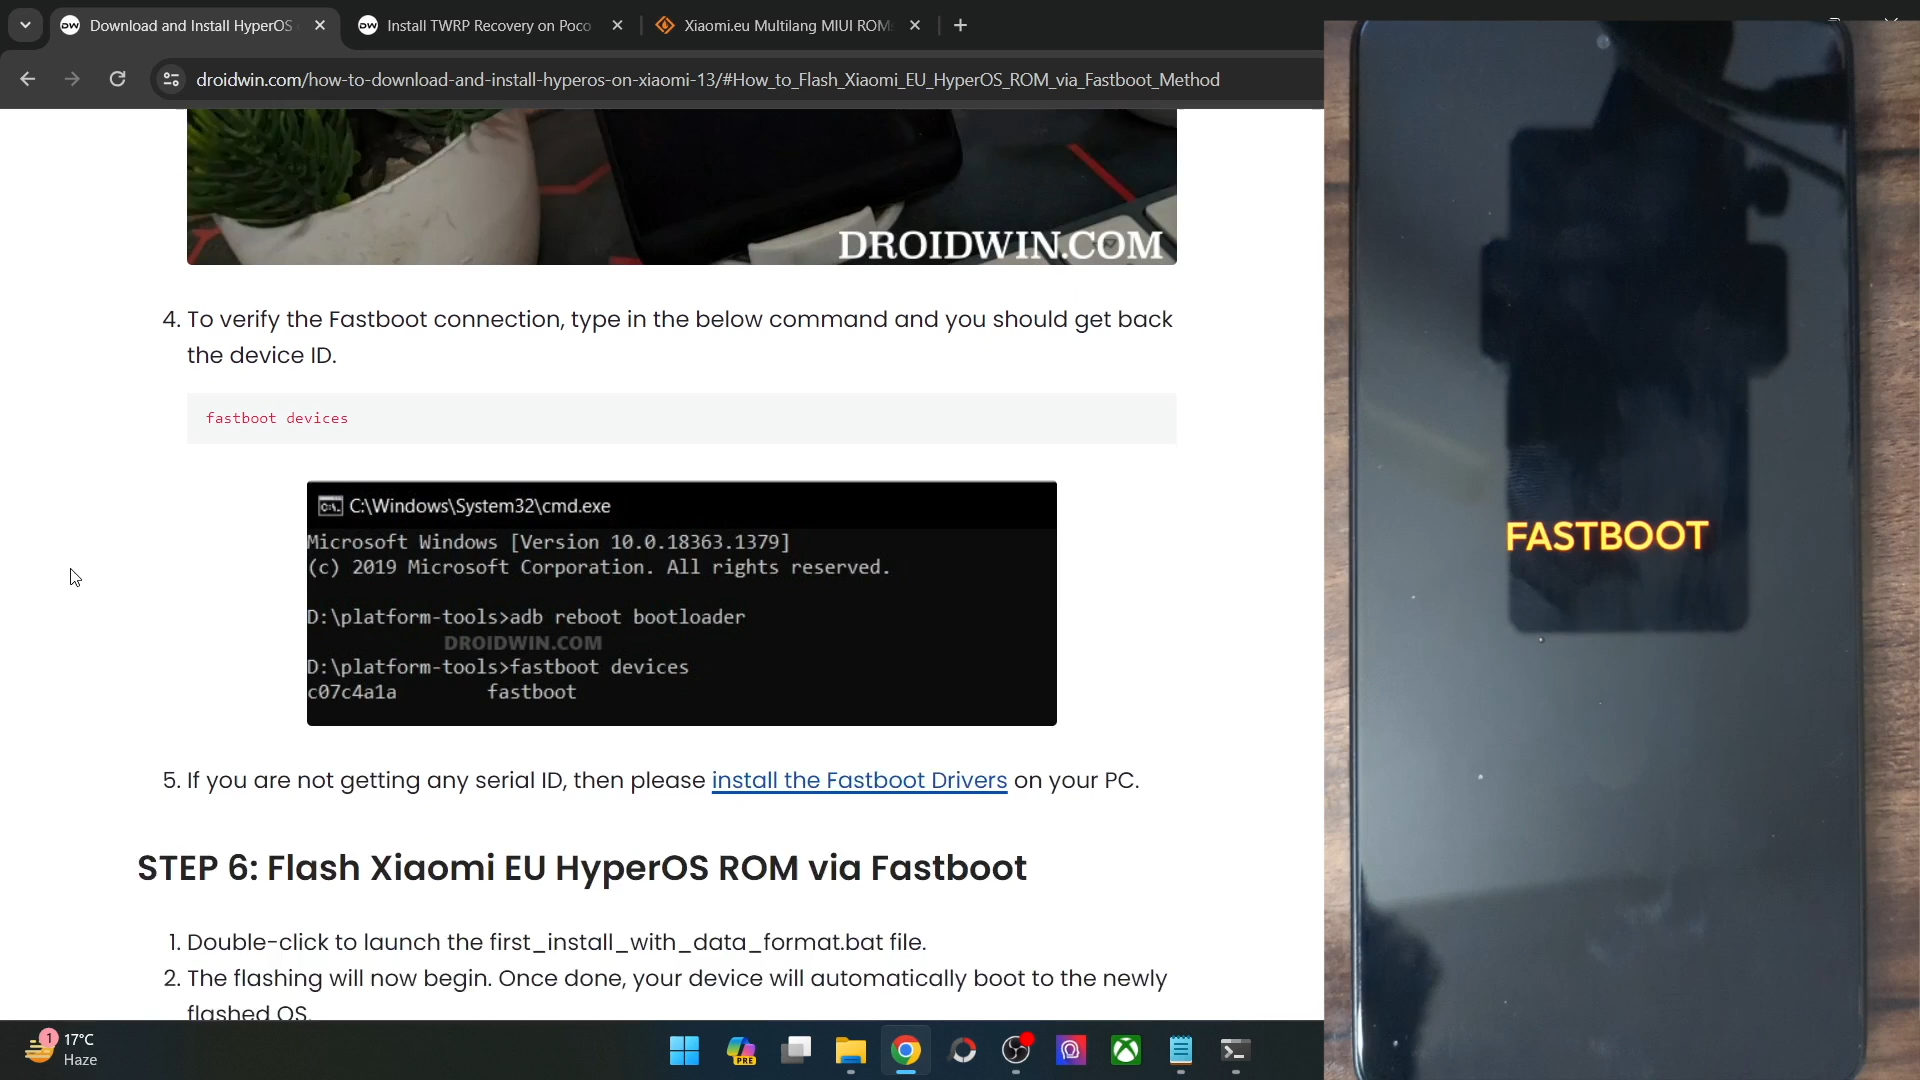 Download and Install HyperOS
Install TWRP Recovery on Poco
Xiaomi.eu Multilang MIUI ROM
droidwin.com/how-to-download-and-install-hyperos-on-xiaomi-13/#How_to_Flash_Xiaomi_EU_HyperOS_ROM_via_Fastboot_Method
DROIDWIN.COM
4. To verify the Fastboot connection, type in the below command and you should get back
the device ID.
fastboot devices
C:\Windows\System32\cmd.exe
Microsoft Windows [Version 10.0.18363.1379]
(c) 2019 Microsoft Corporation. All rights reserved.
D:\platform-tools>adb reboot bootloader
DROIDWIN.COM
D:\platform-tools>fastboot devices
c07c4a1a fastboot
5. If you are not getting any serial ID, then please install the Fastboot Drivers on your PC.
STEP 6: Flash Xiaomi EU HyperOS ROM via Fastboot
1. Double-click to launch the first_install_with_data_format.bat file.
2. The flashing will now begin. Once done, your device will automatically boot to the newly
flashed OS.
FASTBOOT
1
17°C
Haze
PRE